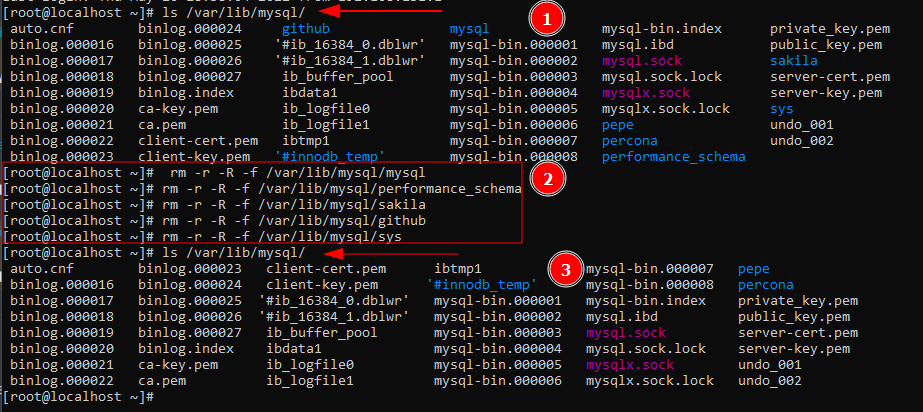 [root@localhost ~]# ls /var/lib/mysql/
1
auto.cnf binlog.000024 github mysql mysql-bin.index private_key.pem
binlog.000016 binlog.000025 '#ib_16384_0.dblwr' mysql-bin.000001 mysql.ibd public_key.pem
binlog.000017 binlog.000026 '#ib_16384_1.dblwr' mysql-bin.000002 mysql.sock sakila
binlog.000018 binlog.000027 ib_buffer_pool mysql-bin.000003 mysql.sock.lock server-cert.pem
binlog.000019 binlog.index ibdata1 mysql-bin.000004 mysqlx.sock server-key.pem
binlog.000020 ca-key.pem ib_logfile0 mysql-bin.000005 mysqlx.sock.lock sys
binlog.000021 ca.pem ib_logfile1 mysql-bin.000006 pepe undo_001
binlog.000022 client-cert.pem ibtmp1 mysql-bin.000007 percona undo_002
binlog.000023 client-key.pem '#innodb_temp' mysql-bin.000008 performance_schema
[root@localhost ~]#  rm -r -R -f /var/lib/mysql/mysql
2
[root@localhost ~]# rm -r -R -f /var/lib/mysql/performance_schema
[root@localhost ~]# rm -r -R -f /var/lib/mysql/sakila
[root@localhost ~]# rm -r -R -f /var/lib/mysql/github
[root@localhost ~]# rm -r -R -f /var/lib/mysql/sys
[root@localhost ~]# ls /var/lib/mysql/
3
auto.cnf binlog.000023 client-cert.pem ibtmp1 mysql-bin.000007 pepe
binlog.000016 binlog.000024 client-key.pem '#innodb_temp' mysql-bin.000008 percona
binlog.000017 binlog.000025 '#ib_16384_0.dblwr' mysql-bin.000001 mysql-bin.index private_key.pem
binlog.000018 binlog.000026 '#ib_16384_1.dblwr' mysql-bin.000002 mysql.ibd public_key.pem
binlog.000019 binlog.000027 ib_buffer_pool mysql-bin.000003 mysql.sock server-cert.pem
binlog.000020 binlog.index ibdata1 mysql-bin.000004 mysql.sock.lock server-key.pem
binlog.000021 ca-key.pem ib_logfile0 mysql-bin.000005 mysqlx.sock undo_001
binlog.000022 ca.pem ib_logfile1 mysql-bin.000006 mysqlx.sock.lock undo_002
[root@localhost ~]#